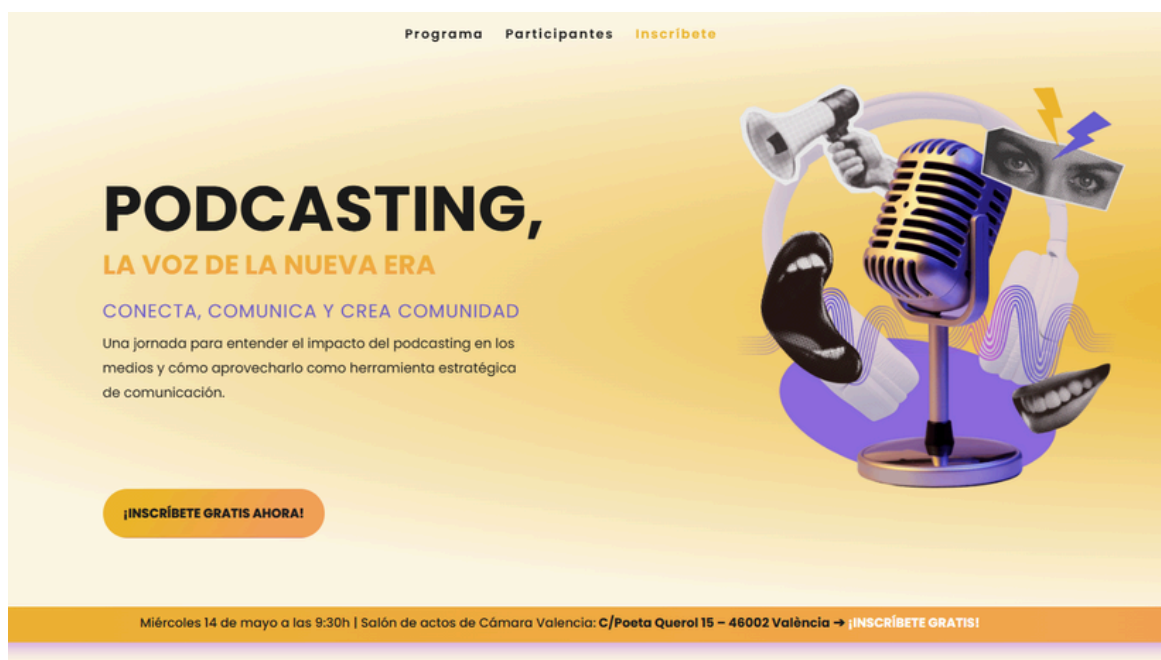 Programa Participantes Inscríbete
PODCASTING,
LA VOZ DE LA NUEVA ERA
CONECTA, COMUNICA Y CREA COMUNIDAD
Una jornada para entender el impacto del podcasting en los
medios y cómo aprovecharlo como herramienta estratégica
de comunicación.
¡INSCRÍBETE GRATIS AHORA!
Miércoles 14 de mayo a las 9:30h | Salón de actos de Cámara Valencia: C/Poeta Querol 15 – 46002 València ➔ ¡INSCRÍBETE GRATIS!